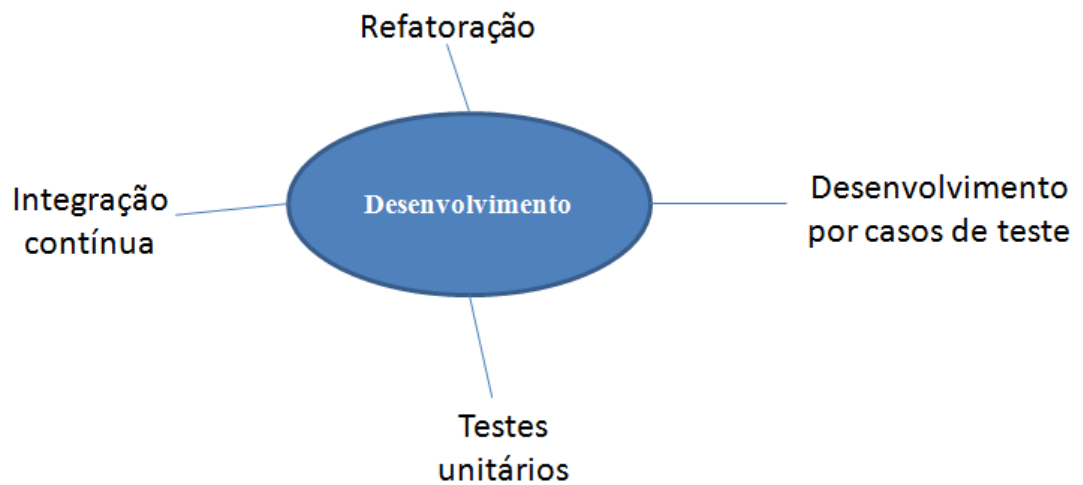 Refatoração
Integração
contínua
Desenvolvimento
Desenvolvimento
por casos de teste
Testes
unitários